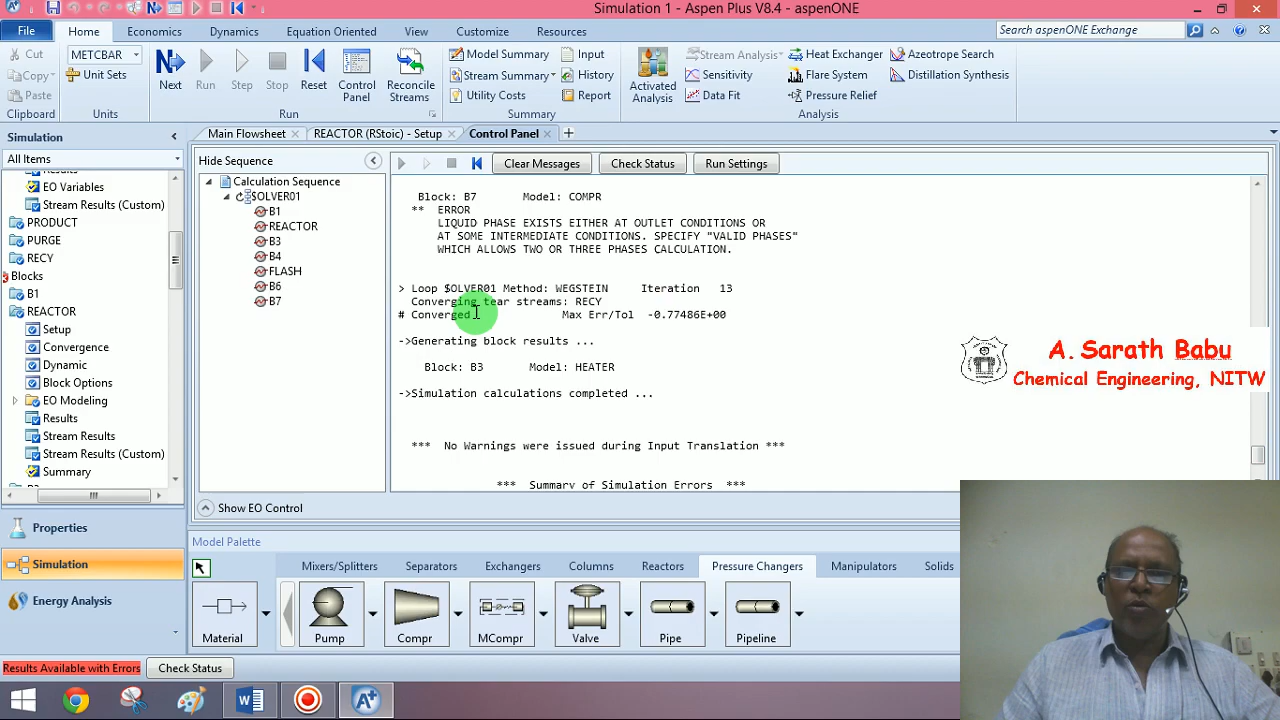 Simulation 1 - Aspen Plus V8.4 - aspenONE
File Home Economics Dynamics Equation Oriented View Customize Resources Search aspenONE Exchange
Cut METCBAR Model Summary Input Stream Analysis Heat Exchanger Azeotrope Search
Copy Unit Sets Next Run Step Stop Reset Control Panel Reconcile Streams Stream Summary History Activated Analysis Sensitivity Flare System Distillation Synthesis
Paste Utility Costs Report Data Fit Pressure Relief
Clipboard Units Run Summary Analysis
Simulation
All Items
Results
EO Variables
Stream Results (Custom)
PRODUCT
PURGE
RECY
Blocks
B1
REACTOR
Setup
Convergence
Dynamic
Block Options
EO Modeling
Results
Stream Results
Stream Results (Custom)
Summary
Properties
Simulation
Energy Analysis
Main Flowsheet REACTOR (RStoic) - Setup Control Panel
Hide Sequence Clear Messages Check Status Run Settings
Calculation Sequence
$OLVER01
B1
REACTOR
B3
B4
FLASH
B6
B7
Block: B7 Model: COMPR
** ERROR
LIQUID PHASE EXISTS EITHER AT OUTLET CONDITIONS OR
AT SOME INTERMEDIATE CONDITIONS. SPECIFY "VALID PHASES"
WHICH ALLOWS TWO OR THREE PHASES CALCULATION.
> Loop $OLVER01 Method: WEGSTEIN Iteration 13
Converging tear streams: RECY
# Converged Max Err/Tol -0.77486E+00
->Generating block results ...
Block: B3 Model: HEATER
->Simulation calculations completed ...
*** No Warnings were issued during Input Translation ***
*** Summary of Simulation Errors ***
A. Sarath Babu
Chemical Engineering, NITW
Show EO Control
Model Palette
Mixers/Splitters Separators Exchangers Columns Reactors Pressure Changers Manipulators Solids
Material Pump Compr MCompr Valve Pipe Pipeline
Results Available with Errors Check Status